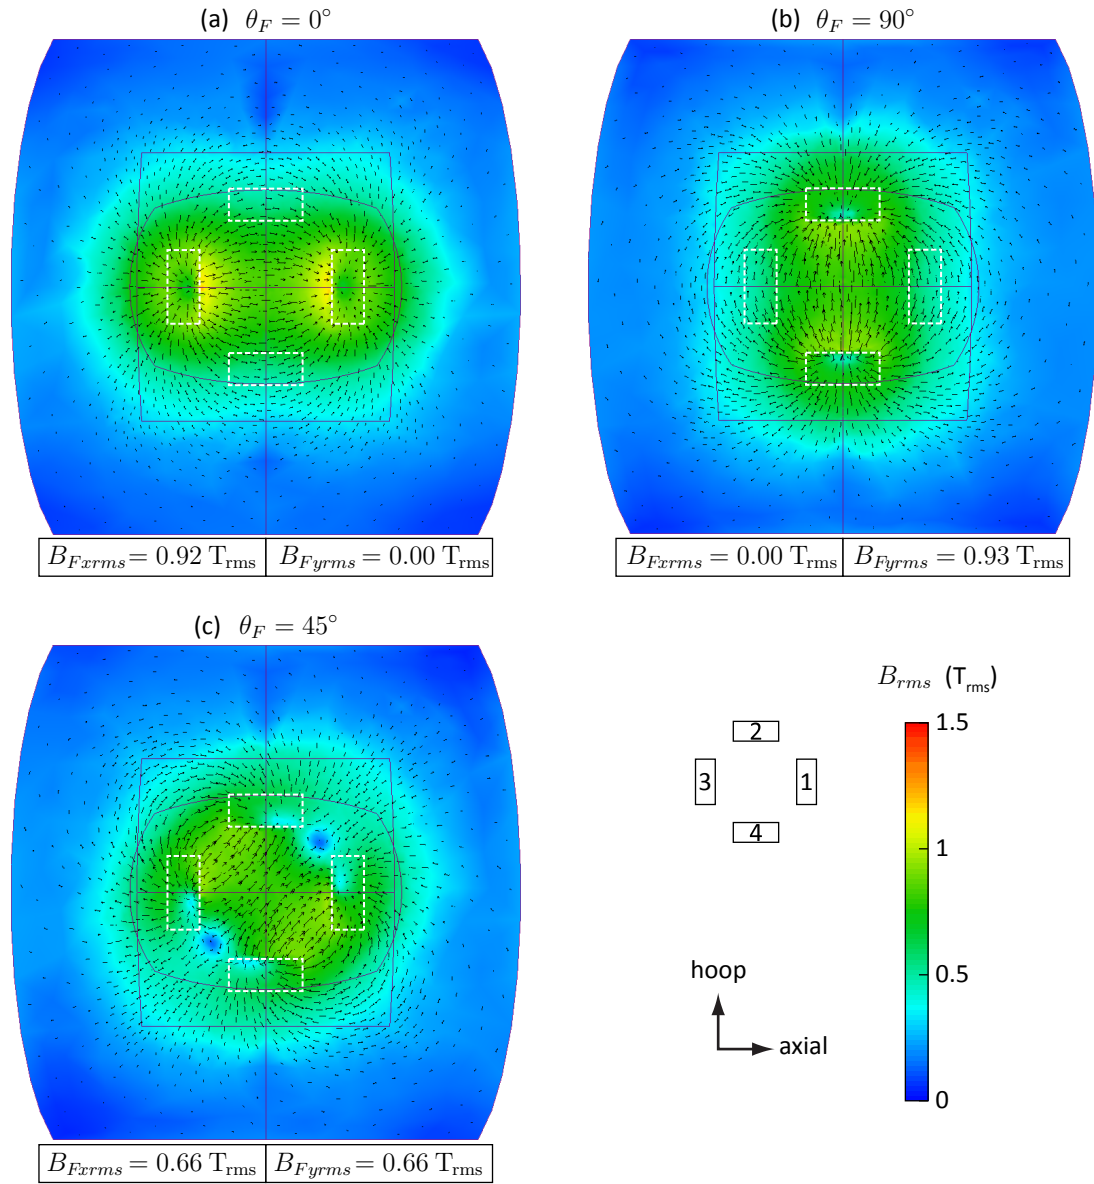 (a) θ_F = 0°
(b) θ_F = 90°
B_Fxrms = 0.92 T_rms B_Fyrms = 0.00 T_rms
B_Fxrms = 0.00 T_rms B_Fyrms = 0.93 T_rms
(c) θ_F = 45°
B_rms (T_rms)
1.5
1
0.5
0
2
3 1
4
hoop
axial
B_Fxrms = 0.66 T_rms B_Fyrms = 0.66 T_rms